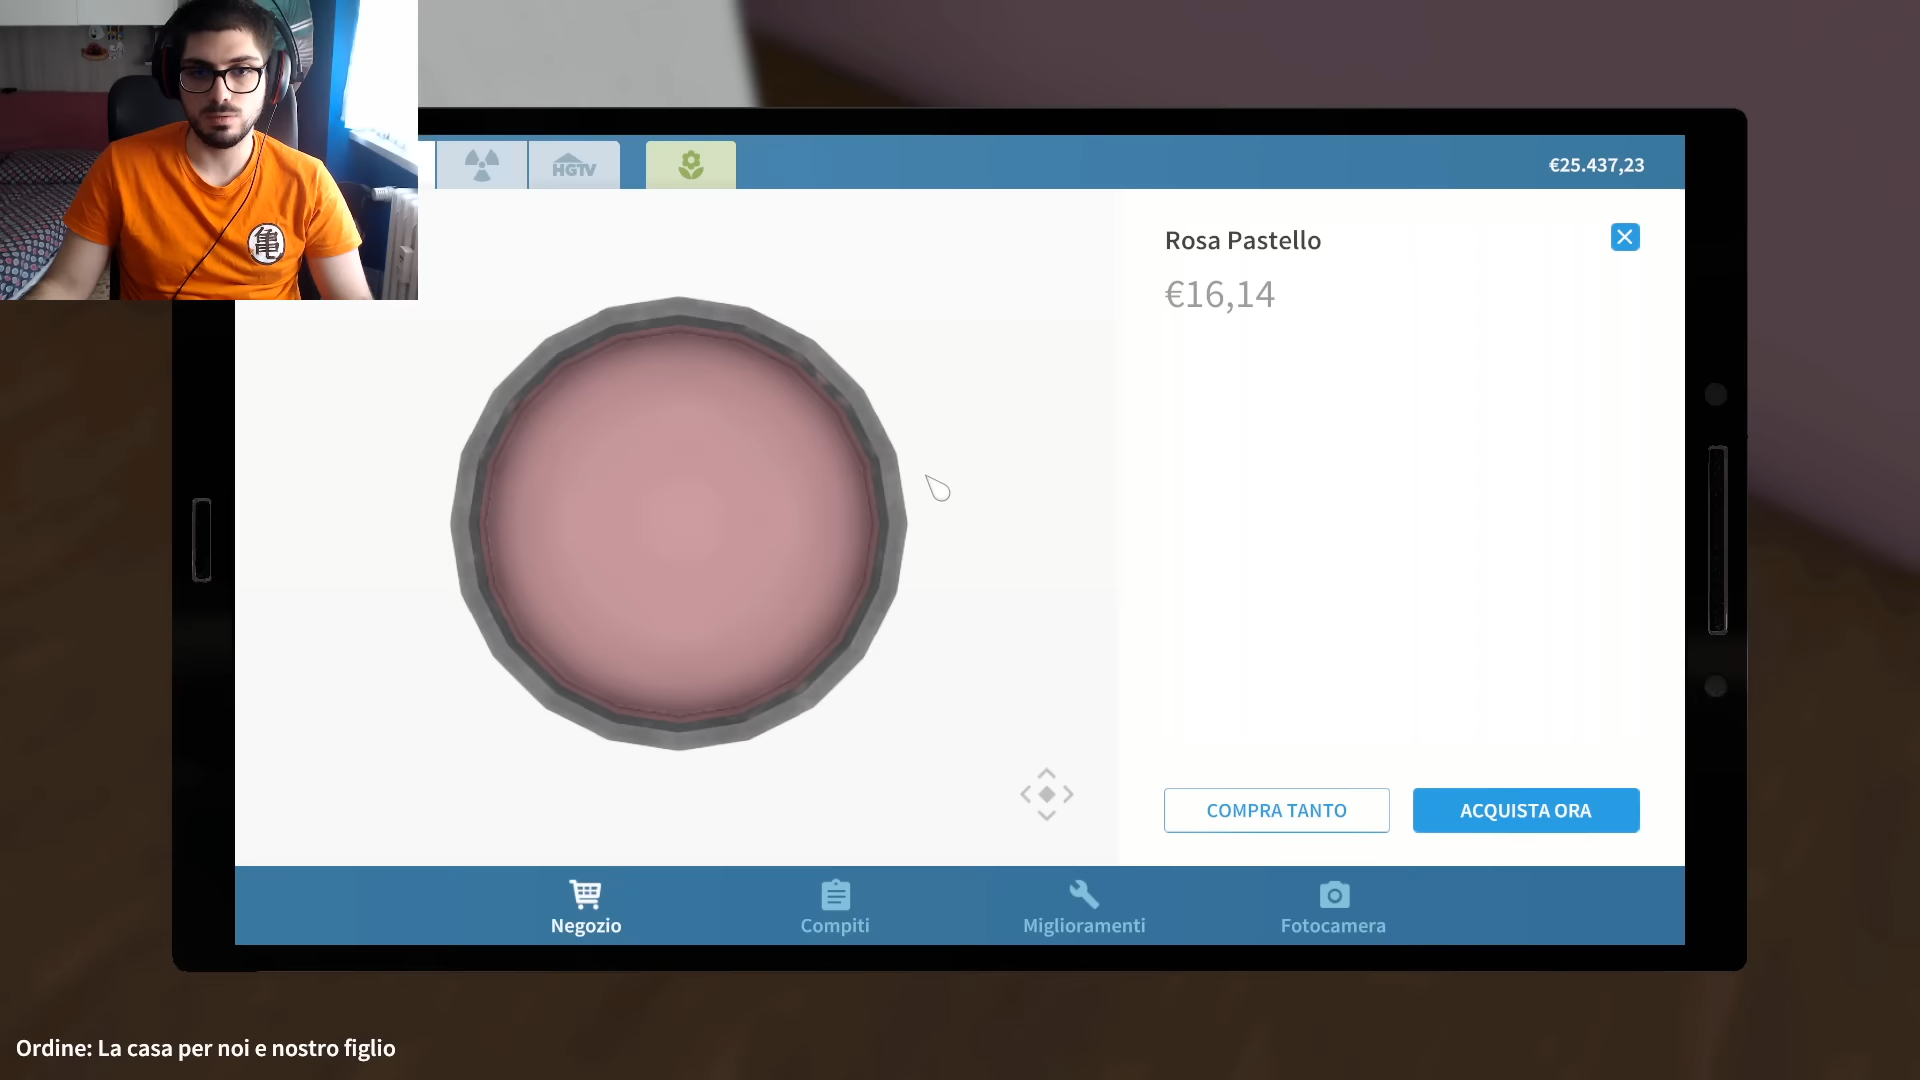 亀
HGTV
€25.437,23
Rosa Pastello
€16,14
COMPRA TANTO
ACQUISTA ORA
Negozio
Compiti
Miglioramenti
Fotocamera
Ordine: La casa per noi e nostro figlio